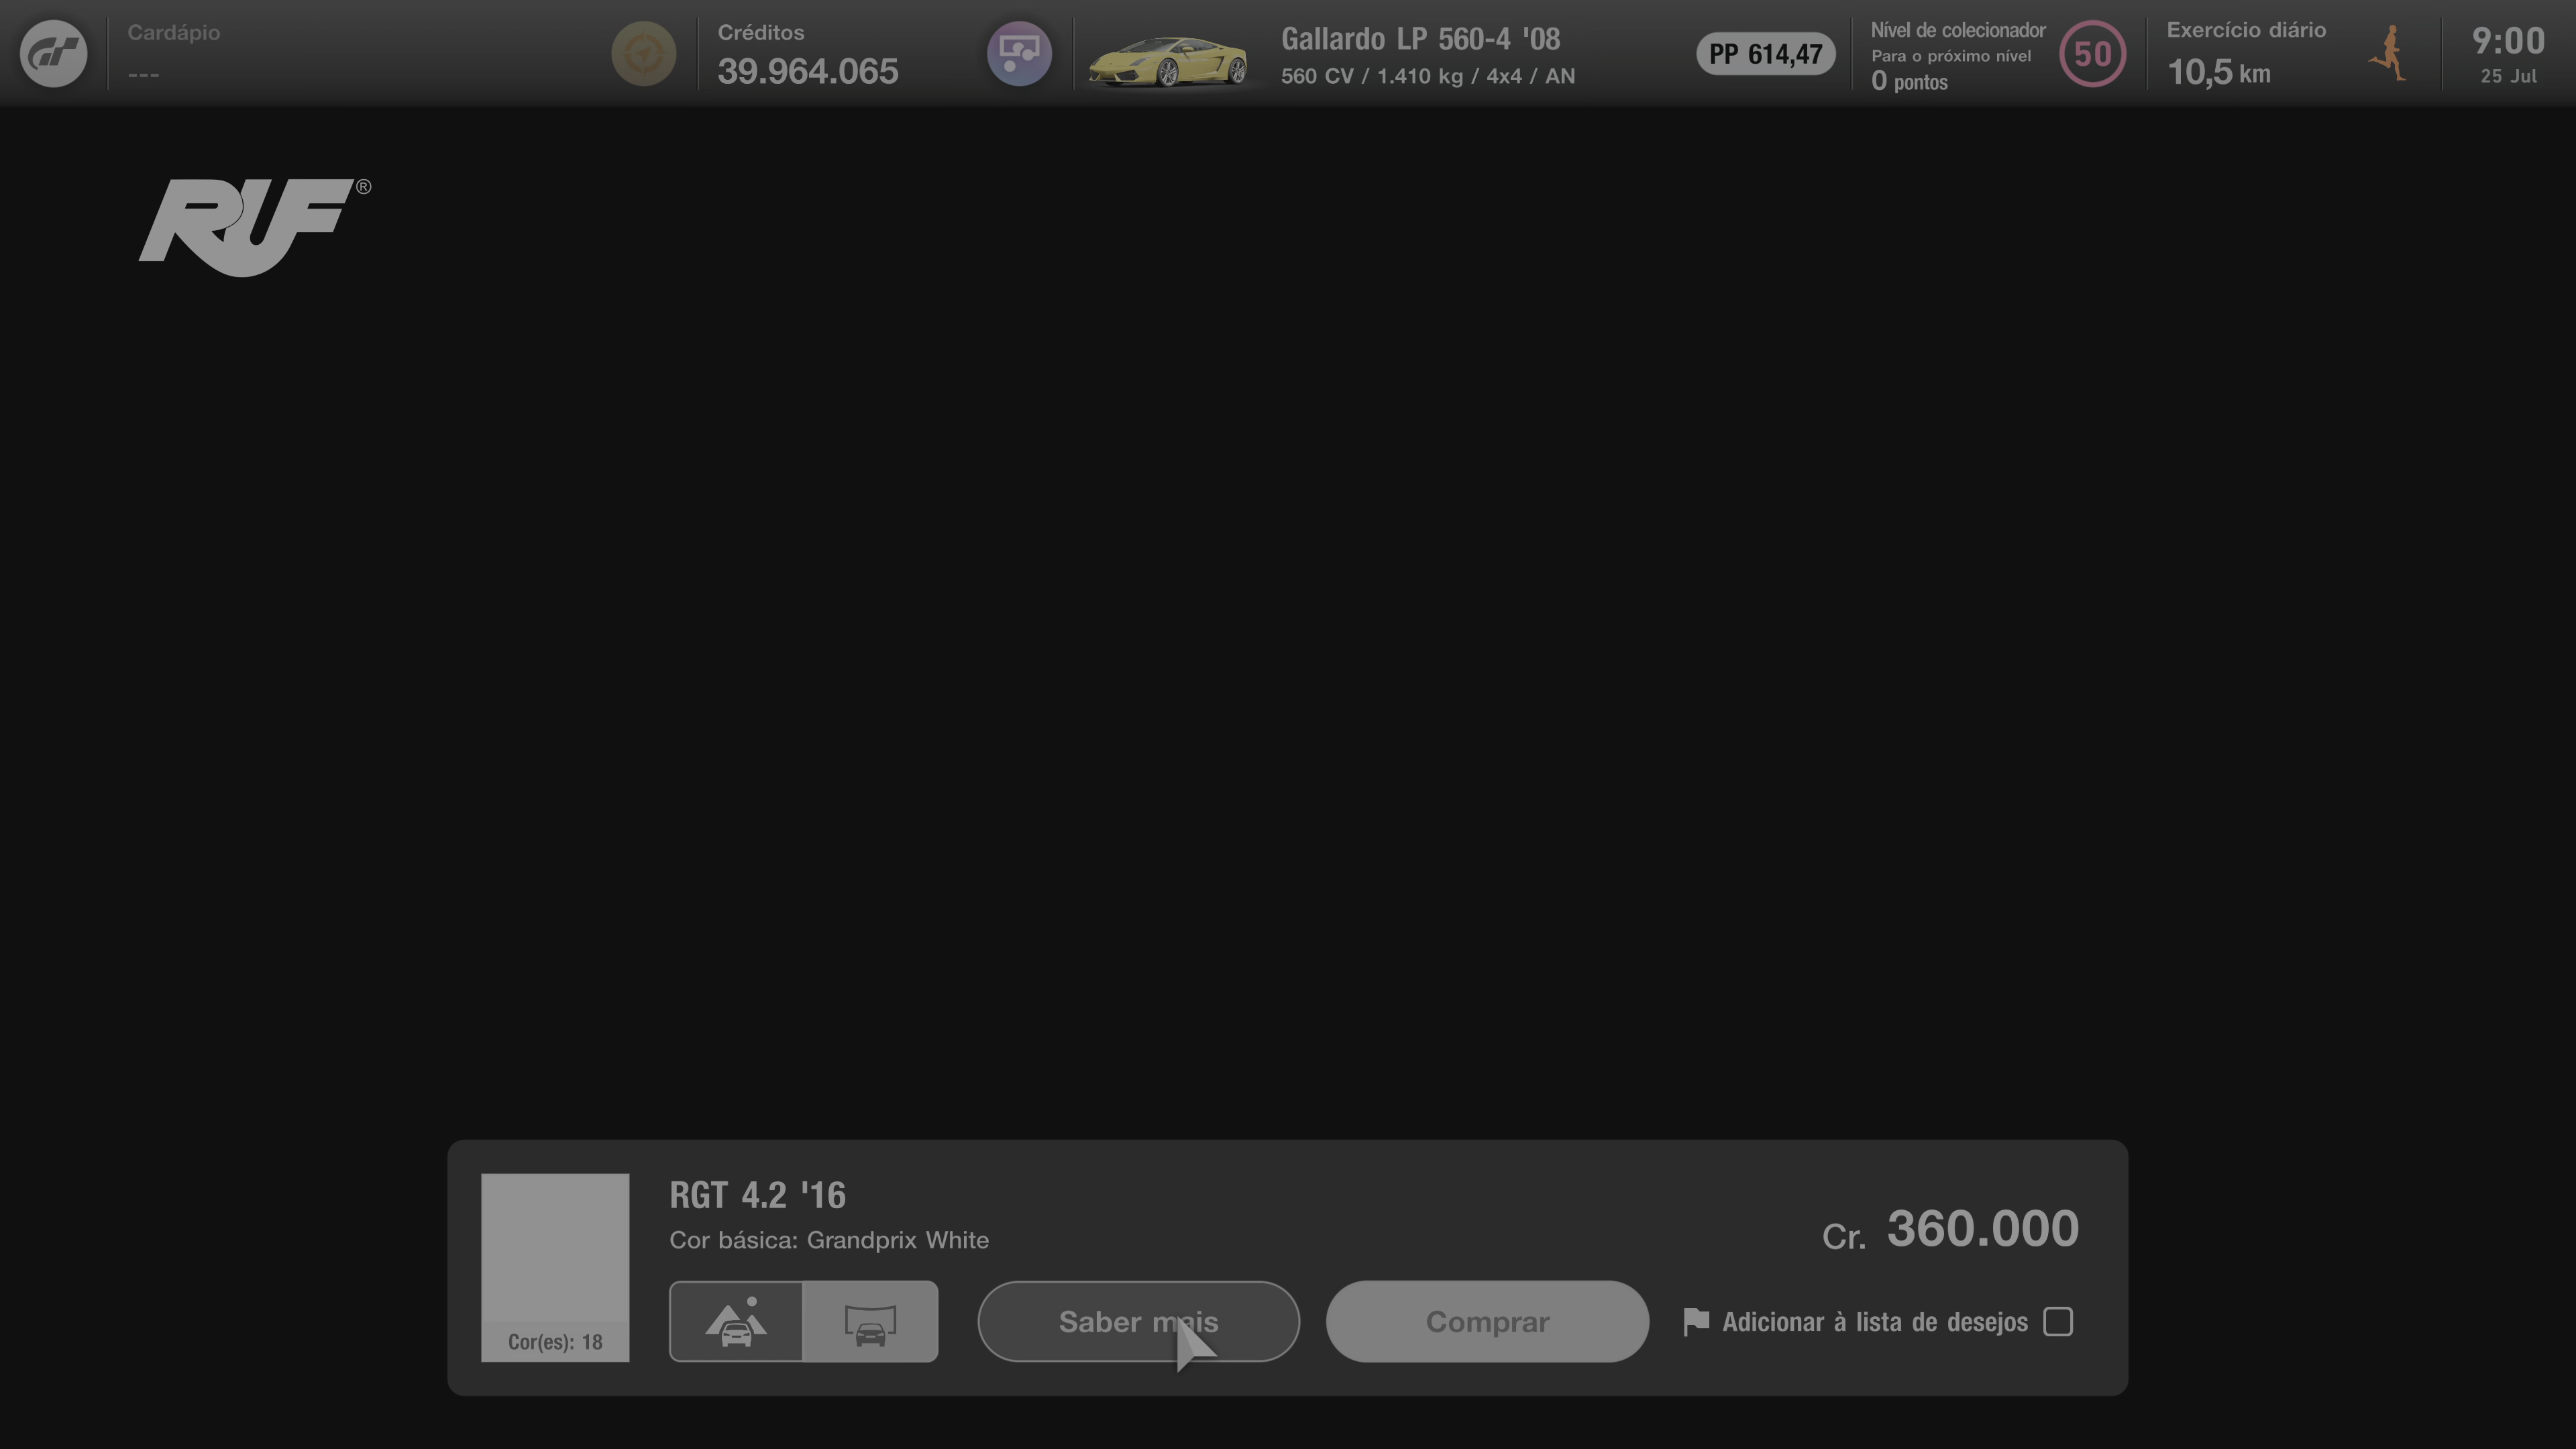 Cardápio
---
Créditos
39.964.065
Gallardo LP 560-4 '08
560 CV / 1.410 kg / 4x4 / AN
PP 614,47
Nível de colecionador
Para o próximo nível
0 pontos
50
Exercício diário
10,5 km
9:00
25 Jul
RUF®
RGT 4.2 '16
Cor básica: Grandprix White
Cr. 360.000
Cor(es): 18
Saber mais
Comprar
Adicionar à lista de desejos